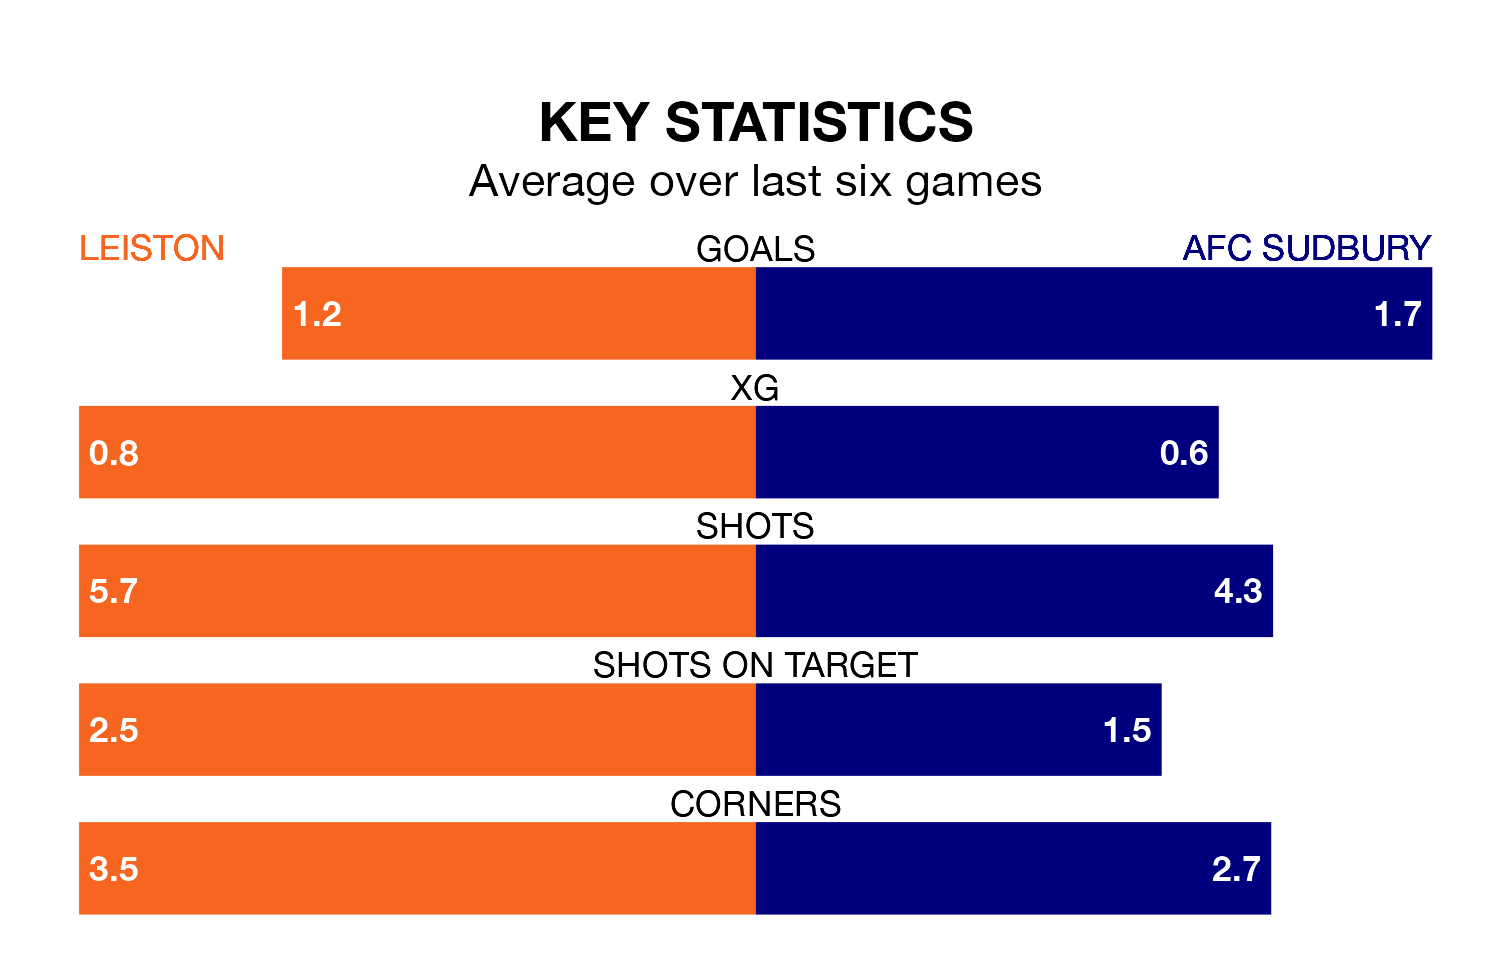 KEY STATISTICS
Average over last six games
LEISTON GOALS AFC SUDBURY
1.2 1.7
XG
0.8 0.6
SHOTS
5.7 4.3
SHOTS ON TARGET
2.5 1.5
CORNERS
3.5 2.7